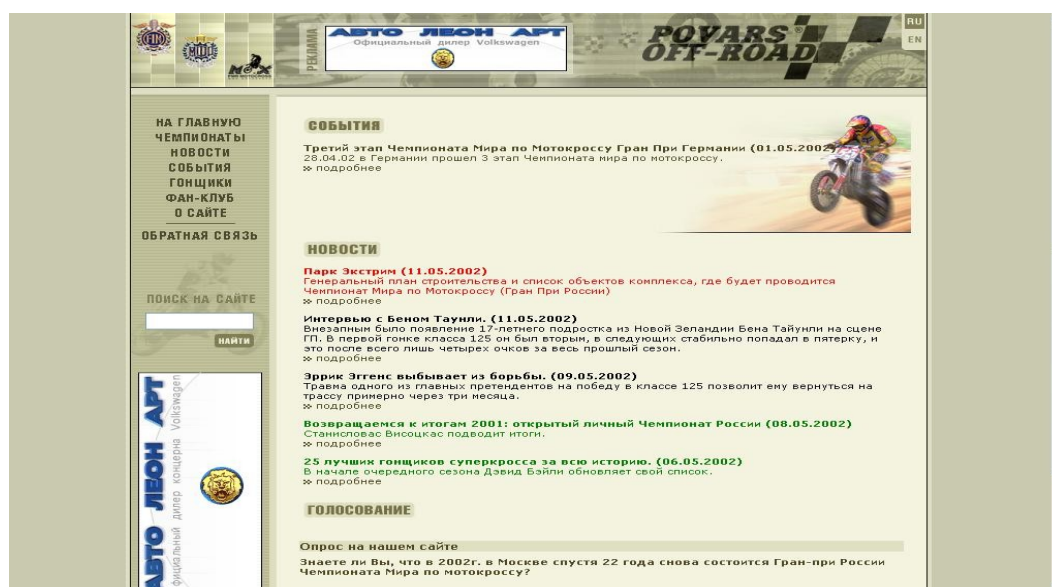 FIM
РЕКЛАМА
АВТО ЛЕОН АРТ
Официальный дилер Volkswagen
POVARS
OFF-ROAD
RU
EN
НА ГЛАВНУЮ
ЧЕМПИОНАТЫ
НОВОСТИ
СОБЫТИЯ
ГОНЩИКИ
ФАН-КЛУБ
О САЙТЕ
ОБРАТНАЯ СВЯЗЬ
ПОИСК НА САЙТЕ
НАЙТИ
АВТО ЛЕОН АРТ
Официальный дилер концерна Volkswagen
СОБЫТИЯ
Третий этап Чемпионата Мира по Мотокроссу Гран При Германии (01.05.2002)
28.04.02 в Германии прошел 3 этап Чемпионата мира по мотокроссу.
» подробнее
НОВОСТИ
Парк Экстрим (11.05.2002)
Генеральный план строительства и список объектов комплекса, где будет проводится
Чемпионат Мира по Мотокроссу (Гран При России)
» подробнее
Интервью с Беном Таунли. (11.05.2002)
Внезапным было появление 17-летнего подростка из Новой Зеландии Бена Тайунли на сцене
ГП. В первой гонке класса 125 он был вторым, в следующих стабильно попадал в пятерку, и
это после всего лишь четырех очков за весь прошлый сезон.
» подробнее
Эррик Эггенс выбывает из борьбы. (09.05.2002)
Травма одного из главных претендентов на победу в классе 125 позволит ему вернуться на
трассу примерно через три месяца.
» подробнее
Возвращаемся к итогам 2001: открытый личный Чемпионат России (08.05.2002)
Станисловас Висоцкас подводит итоги.
» подробнее
25 лучших гонщиков суперкросса за всю историю. (06.05.2002)
В начале очередного сезона Дэвид Бэйли обновляет свой список.
» подробнее
ГОЛОСОВАНИЕ
Опрос на нашем сайте
Знаете ли Вы, что в 2002г. в Москве спустя 22 года снова состоится Гран-при России
Чемпионата Мира по мотокроссу?